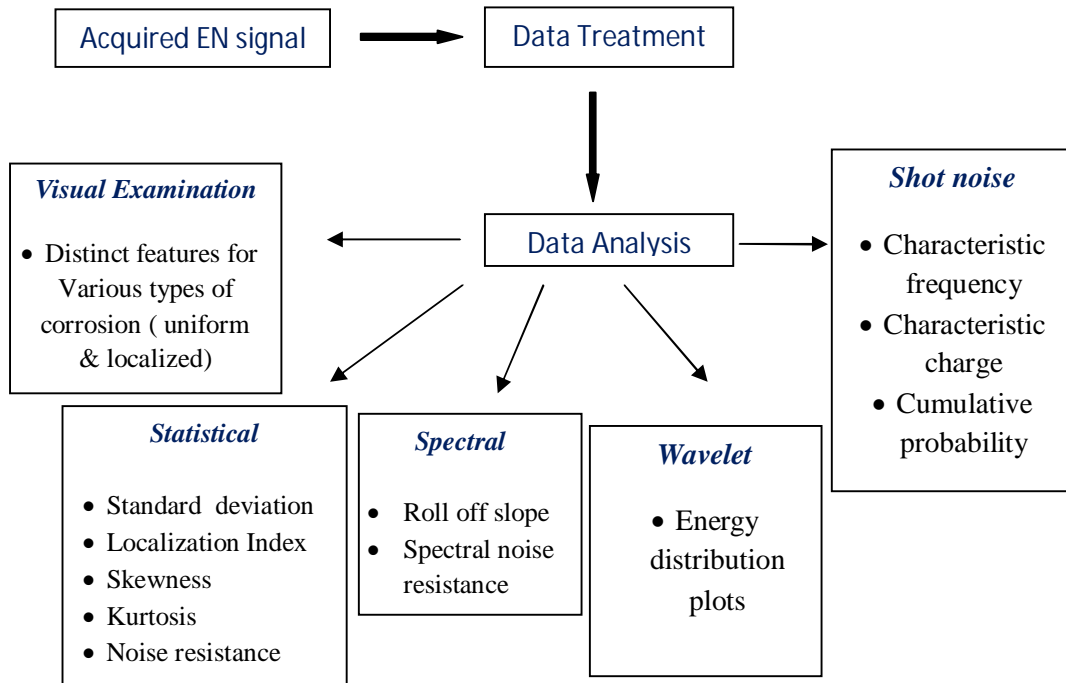 Acquired EN signal
Data Treatment
Data Analysis
Visual Examination
• Distinct features for
Various types of
corrosion ( uniform
& localized)
Shot noise
• Characteristic
frequency
• Characteristic
charge
• Cumulative
probability
Statistical
• Standard deviation
• Localization Index
• Skewness
• Kurtosis
• Noise resistance
Spectral
• Roll off slope
• Spectral noise
resistance
Wavelet
• Energy
distribution
plots